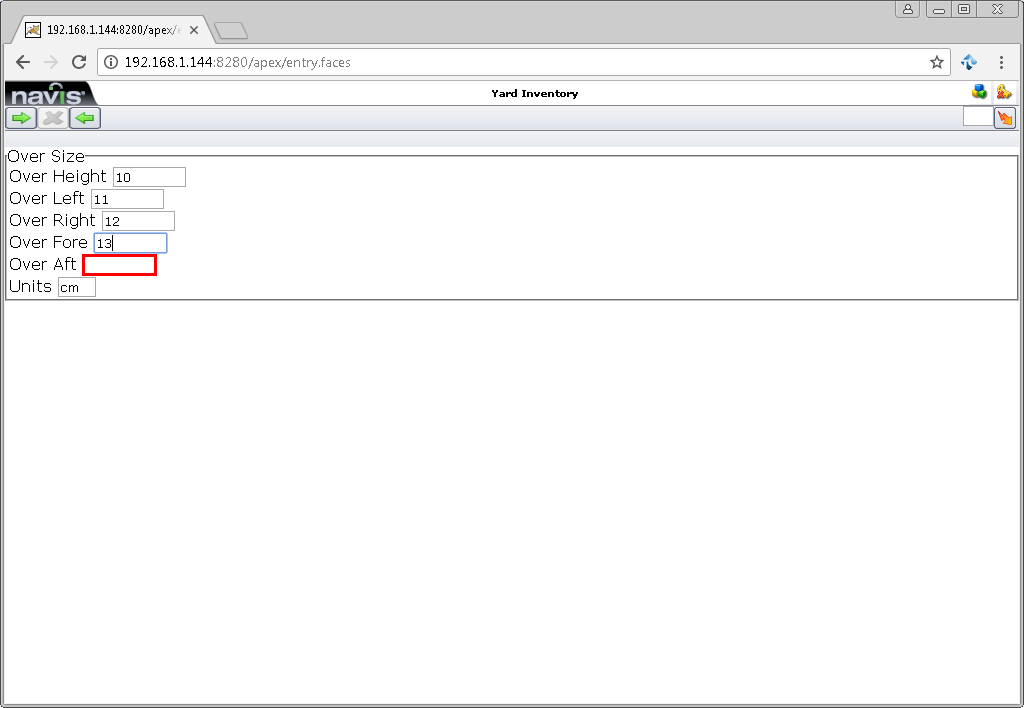 192.168.1.144:8280/apex/e
192.168.1.144:8280/apex/entry.faces
navis
Yard Inventory
Over Size
Over Height 10
Over Left 11
Over Right 12
Over Fore 13
Over Aft
Units cm